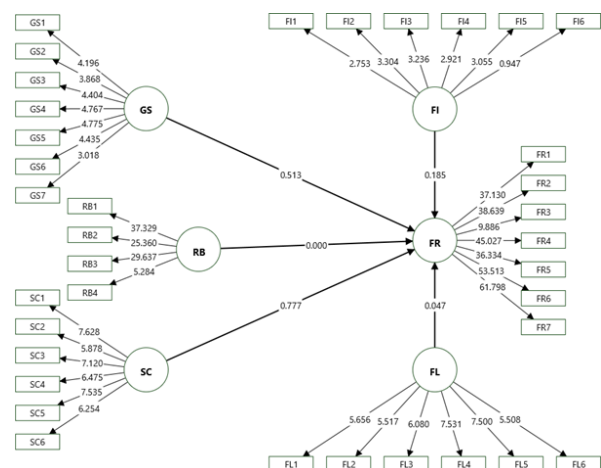 GS1
GS2
GS3
GS4
GS5
GS6
GS7
4.196
3.868
4.404
4.767
4.775
4.435
3.018
GS
FI1
FI2
FI3
FI4
FI5
FI6
2.753
3.304
3.236
2.921
3.055
0.947
FI
0.513
0.185
RB1
RB2
RB3
RB4
37.329
25.360
29.637
5.284
RB
0.000
FR
FR1
FR2
FR3
FR4
FR5
FR6
FR7
37.130
38.639
9.886
45.027
36.334
53.513
61.798
SC1
SC2
SC3
SC4
SC5
SC6
7.628
5.878
7.120
6.475
7.535
6.254
SC
0.777
0.047
FL
5.656
5.517
6.080
7.531
7.500
5.508
FL1
FL2
FL3
FL4
FL5
FL6